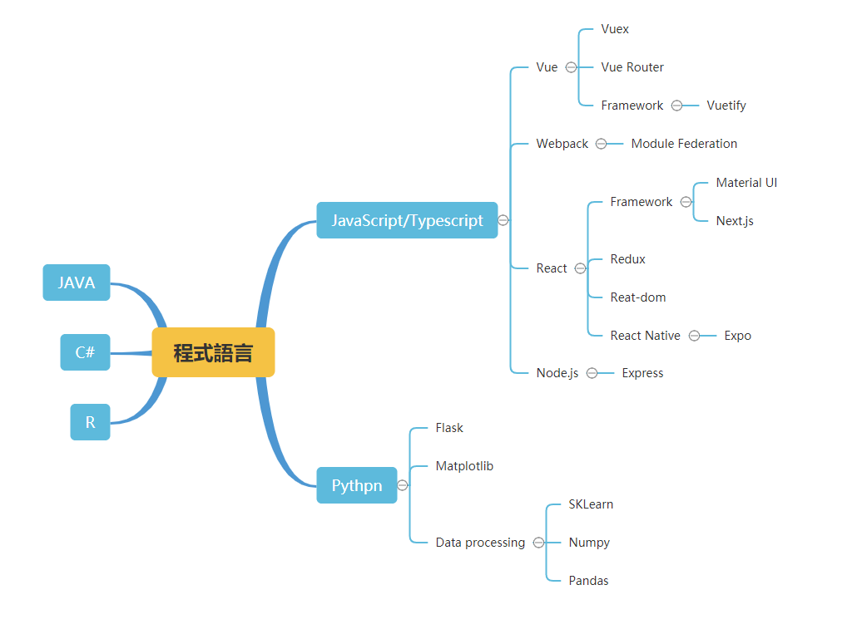 程式語言
JAVA
C#
R
JavaScript/Typescript
Vue
Vuex
Vue Router
Framework
Vuetify
Webpack
Module Federation
React
Framework
Material UI
Next.js
Redux
Reat-dom
React Native
Expo
Node.js
Express
Pythpn
Flask
Matplotlib
Data processing
SKLearn
Numpy
Pandas